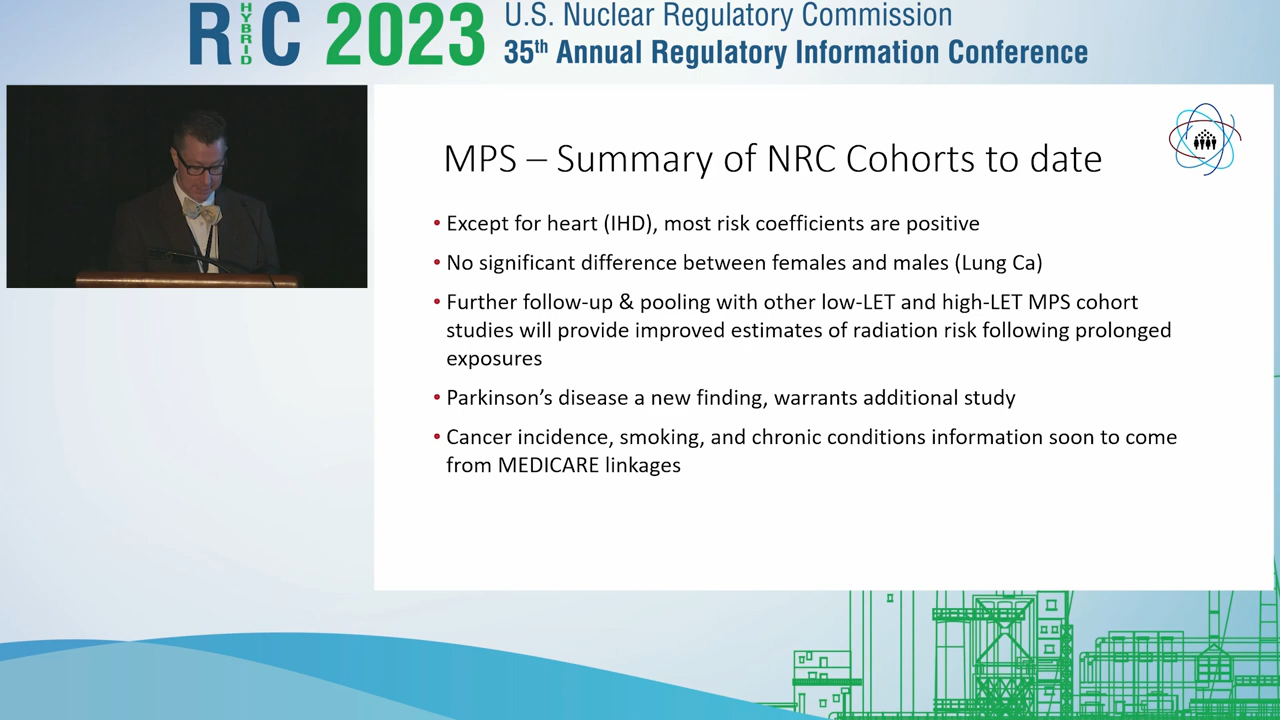 RIC 2023
HYBRID
U.S. Nuclear Regulatory Commission
35th Annual Regulatory Information Conference
MPS – Summary of NRC Cohorts to date
• Except for heart (IHD), most risk coefficients are positive
• No significant difference between females and males (Lung Ca)
• Further follow-up & pooling with other low-LET and high-LET MPS cohort
studies will provide improved estimates of radiation risk following prolonged
exposures
• Parkinson’s disease a new finding, warrants additional study
• Cancer incidence, smoking, and chronic conditions information soon to come
from MEDICARE linkages